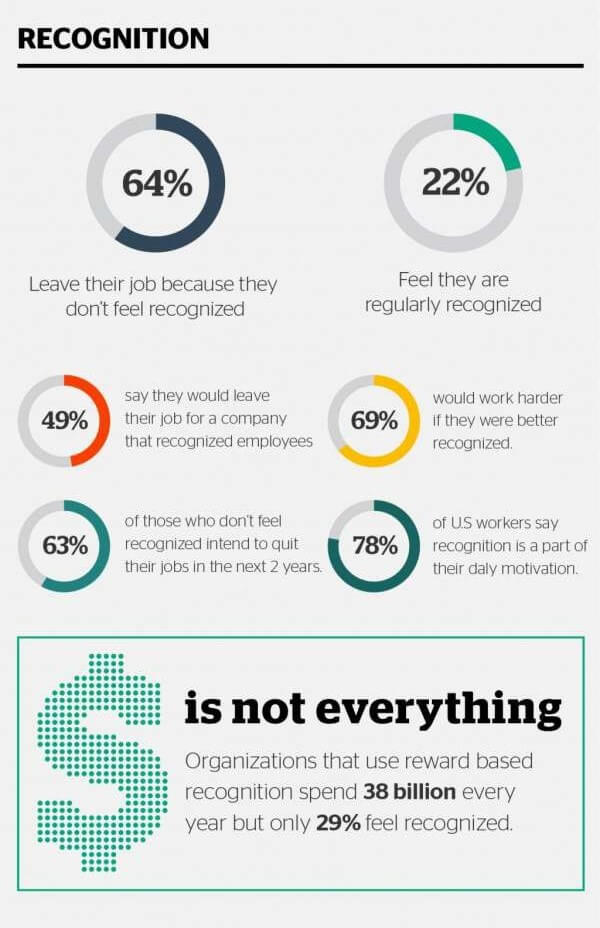 RECOGNITION
64%
Leave their job because they
don't feel recognized
22%
Feel they are
regularly recognized
49%
say they would leave
their job for a company
that recognized employees
69%
would work harder
if they were better
recognized.
63%
of those who don't feel
recognized intend to quit
their jobs in the next 2 years.
78%
of U.S workers say
recognition is a part of
their daly motivation.
$ is not everything
Organizations that use reward based
recognition spend 38 billion every
year but only 29% feel recognized.